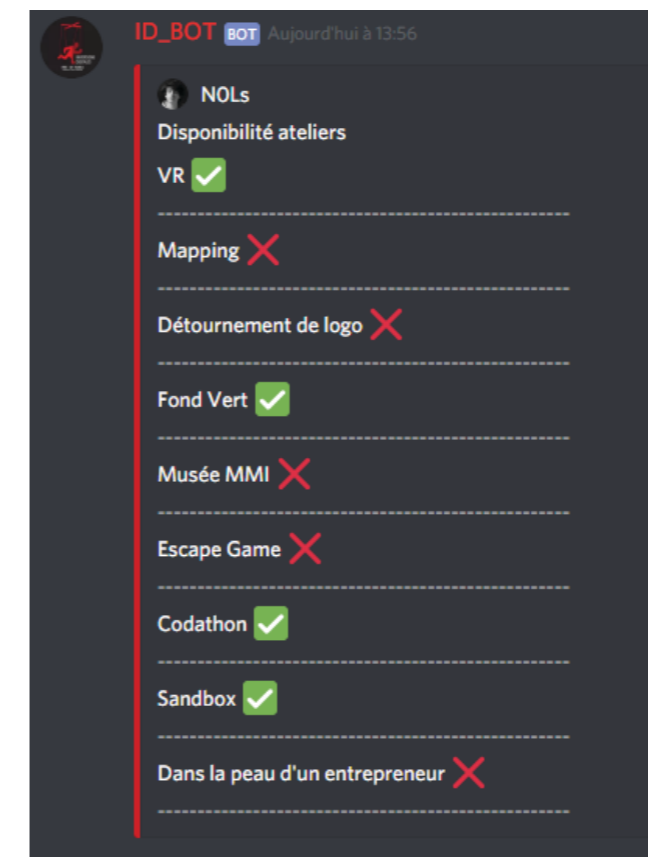 ID_BOT BOT Aujourd'hui à 13:56
N0Ls
Disponibilité ateliers
VR ✅
--------------------------------------------------
Mapping ❌
--------------------------------------------------
Détournement de logo ❌
--------------------------------------------------
Fond Vert ✅
--------------------------------------------------
Musée MMI ❌
--------------------------------------------------
Escape Game ❌
--------------------------------------------------
Codathon ✅
--------------------------------------------------
Sandbox ✅
--------------------------------------------------
Dans la peau d'un entrepreneur ❌
--------------------------------------------------